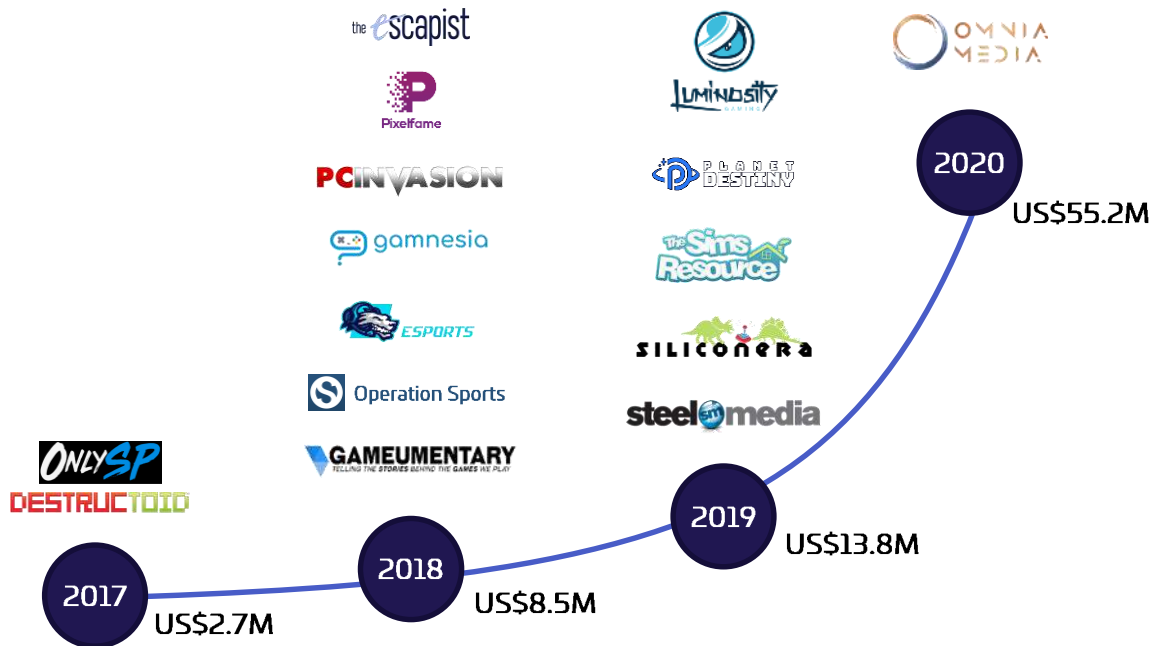 the escapist
Pixelfame
PCINVASION
gamnesia
ESPORTS
Operation Sports
GAMEUMENTARY
TELLING THE STORIES BEHIND THE GAMES WE PLAY
LUMINOSITY
GAMING
PLANET
DESTINY
The Sims
Resource
SILICONERA
steel sm media
OMNIA
MEDIA
ONLYSP
DESTRUCTOID
2017
US$2.7M
2018
US$8.5M
2019
US$13.8M
2020
US$55.2M